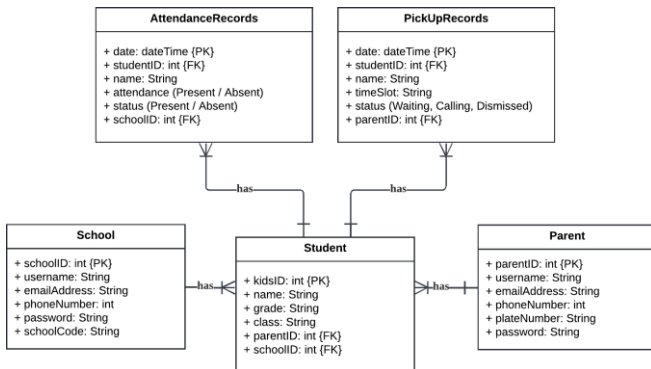 AttendanceRecords
+ date: dateTime {PK}
+ studentID: int {FK}
+ name: String
+ attendance (Present / Absent)
+ status (Present / Absent)
+ schoolID: int {FK}
PickUpRecords
+ date: dateTime {PK}
+ studentID: int {FK}
+ name: String
+ timeSlot: String
+ status (Waiting, Calling, Dismissed)
+ parentID: int {FK}
has
has
School
+ schoolID: int {PK}
+ username: String
+ emailAddress: String
+ phoneNumber: int
+ password: String
+ schoolCode: String
has
Student
+ kidsID: int {PK}
+ name: String
+ grade: String
+ class: String
+ parentID: int {FK}
+ schoolID: int {FK}
has
Parent
+ parentID: int {PK}
+ username: String
+ emailAddress: String
+ phoneNumber: int
+ plateNumber: String
+ password: String